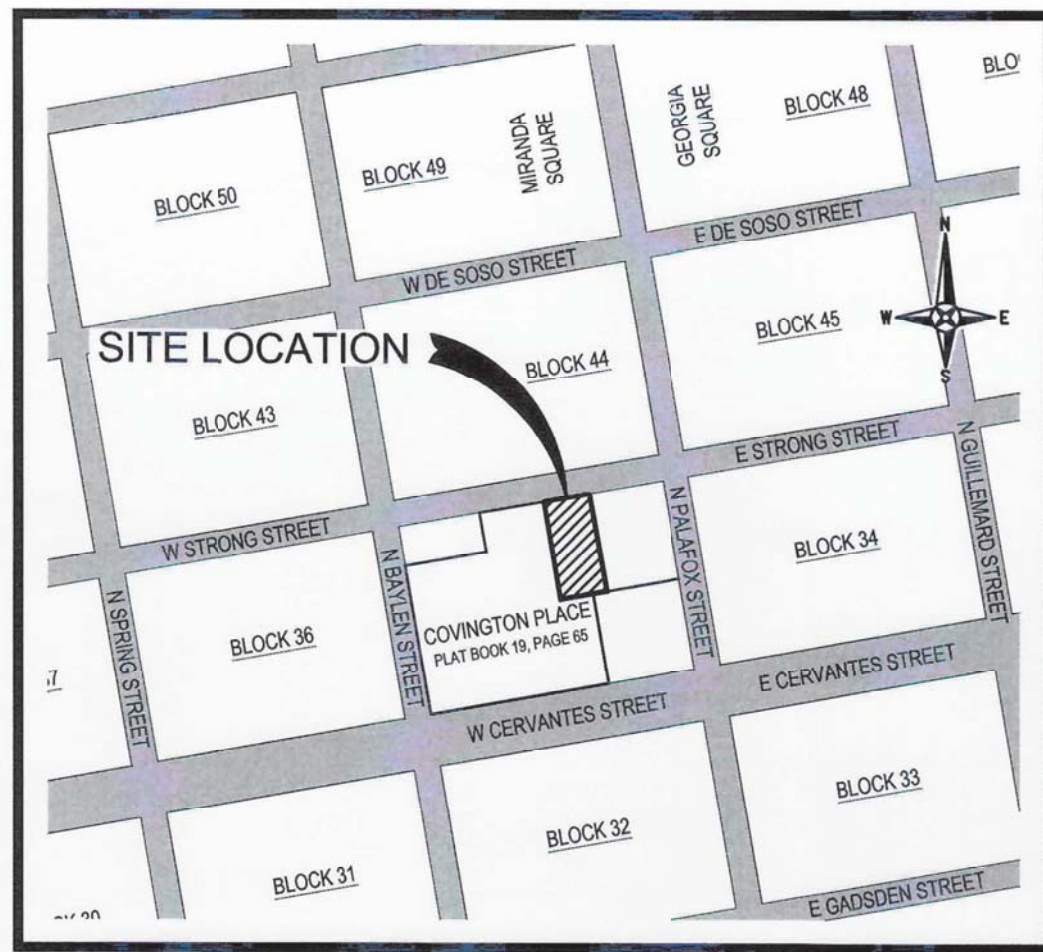 BLO
BLOCK 48
GEORGIA
SQUARE
MIRANDA
SQUARE
BLOCK 49
BLOCK 50
E DE SOSO STREET
W DE SOSO STREET
N
W E
S
BLOCK 45
SITE LOCATION
BLOCK 44
BLOCK 43
E STRONG STREET
W STRONG STREET
N GUILLEMARD STREET
N PALAFOX STREET
BLOCK 34
N BAYLEN STREET
N SPRING STREET
BLOCK 36
COVINGTON PLACE
PLAT BOOK 19, PAGE 65
E CERVANTES STREET
W CERVANTES STREET
BLOCK 33
BLOCK 32
BLOCK 31
E GADSDEN STREET